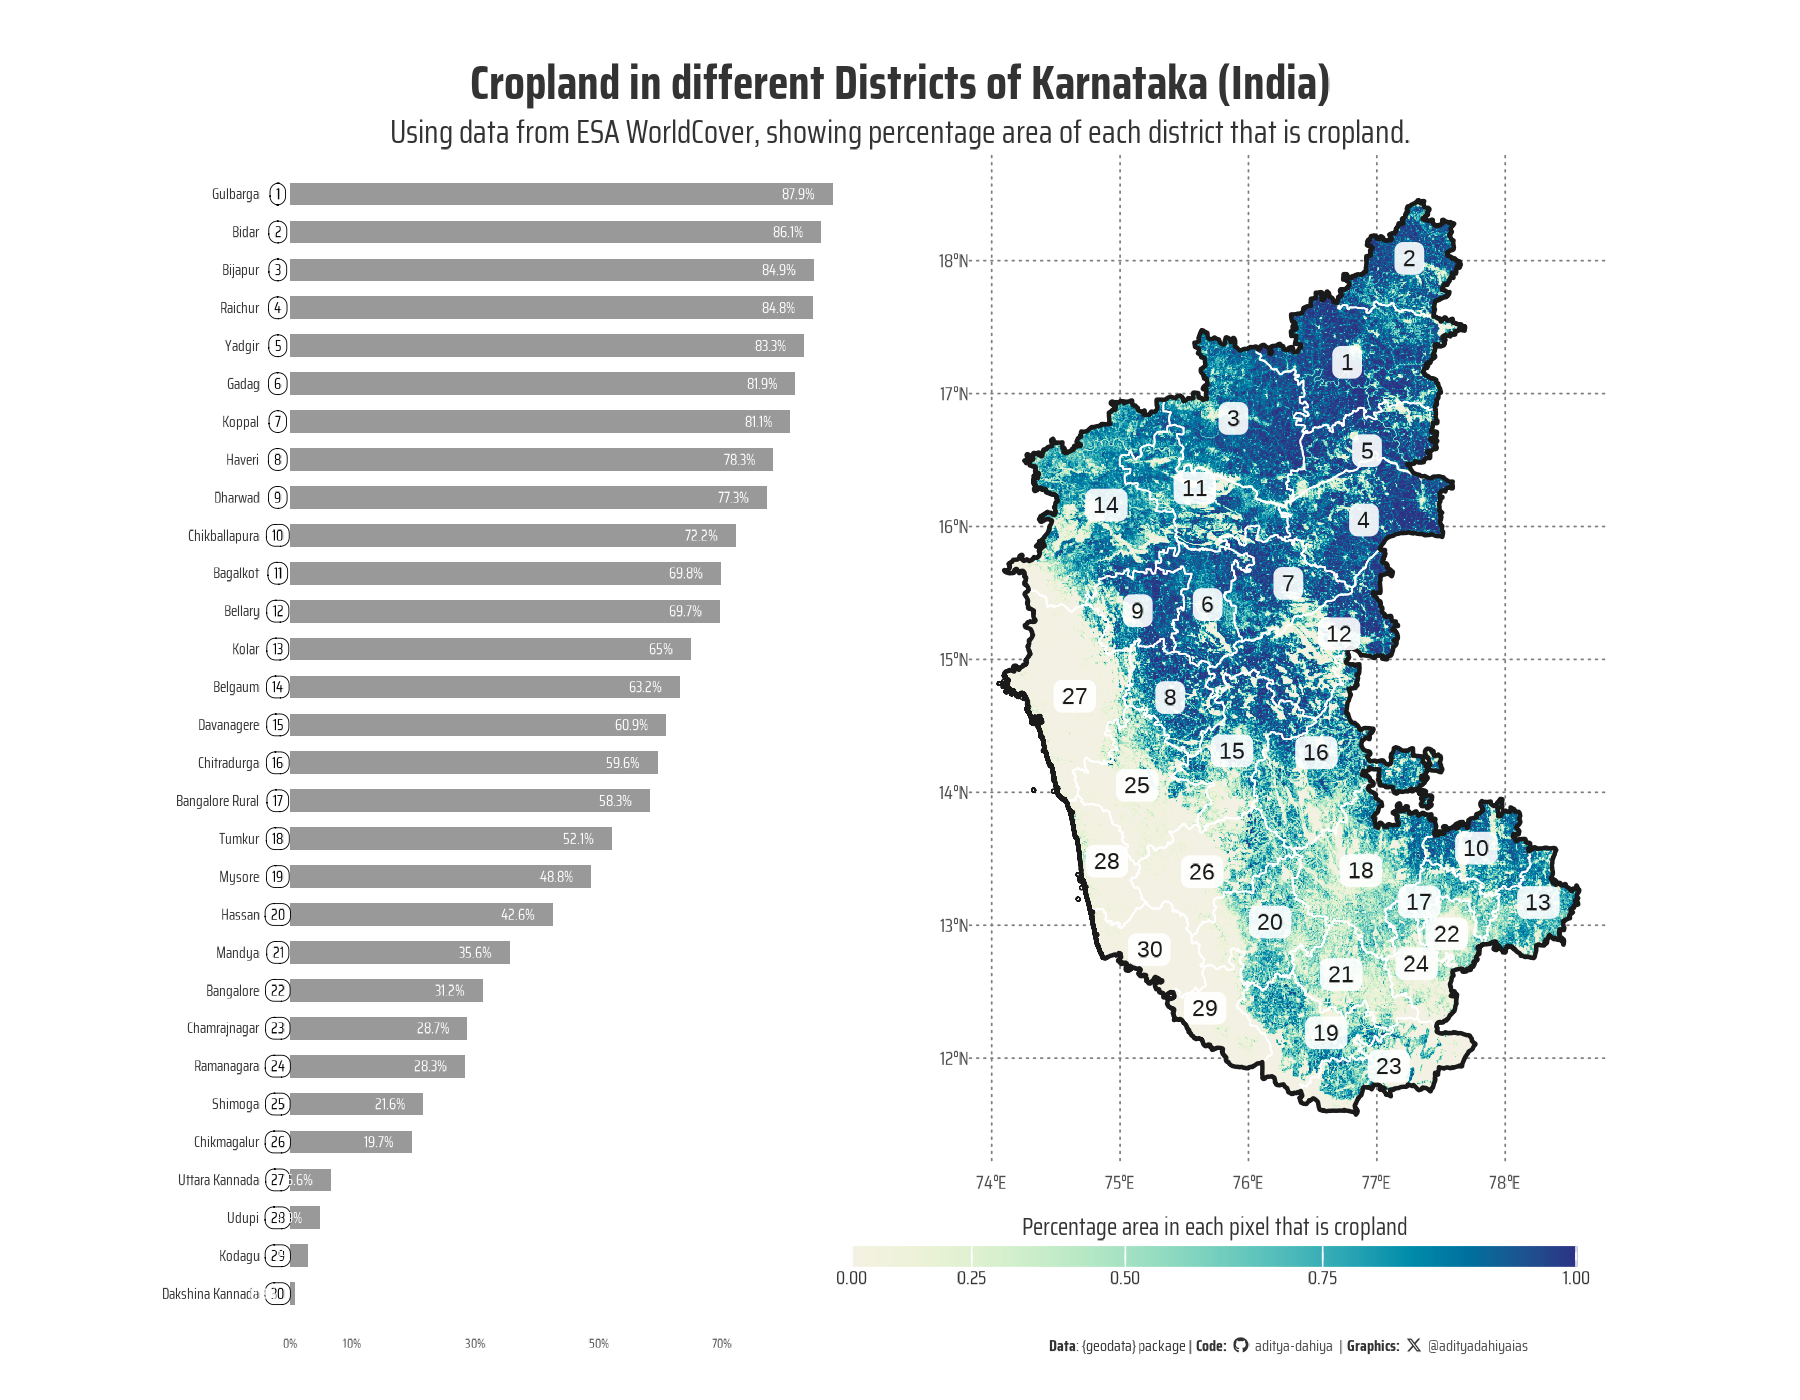 Cropland in different Districts of Karnataka (India)
Using data from ESA WorldCover, showing percentage area of each district that is cropland.
Gulbarga 1 87.9%
Bidar 2 86.1%
Bijapur 3 84.9%
Raichur 4 84.8%
Yadgir 5 83.3%
Gadag 6 81.9%
Koppal 7 81.1%
Haveri 8 78.3%
Dharwad 9 77.3%
Chikballapura 10 72.2%
Bagalkot 11 69.8%
Bellary 12 69.7%
Kolar 13 65%
Belgaum 14 63.2%
Davanagere 15 60.9%
Chitradurga 16 59.6%
Bangalore Rural 17 58.3%
Tumkur 18 52.1%
Mysore 19 48.8%
Hassan 20 42.6%
Mandya 21 35.6%
Bangalore 22 31.2%
Chamrajnagar 23 28.7%
Ramanagara 24 28.3%
Shimoga 25 21.6%
Chikmagalur 26 19.7%
Uttara Kannada 27
Udupi 28
Kodagu 29
Dakshina Kannada 30
0% 10% 30% 50% 70%
18°N
17°N
16°N
15°N
14°N
13°N
12°N
2
1
3
5
11
14
4
7
6
9
12
27
8
15
16
25
10
28
18
26
17
13
20
22
30
24
21
29
19
23
74°E 75°E 76°E 77°E 78°E
Percentage area in each pixel that is cropland
0.00 0.25 0.50 0.75 1.00
Data: {geodata} package | Code: aditya-dahiya | Graphics: @adityadahiyaias